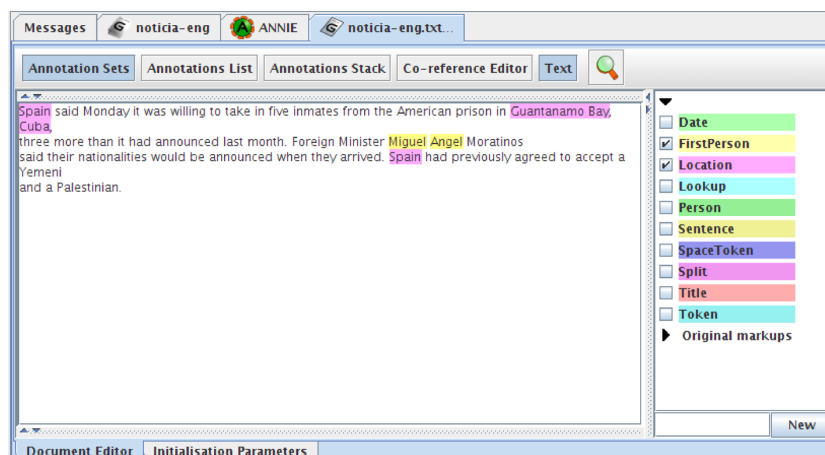 Messages noticia-eng ANNIE noticia-eng.txt...
Annotation Sets Annotations List Annotations Stack Co-reference Editor Text
Spain said Monday it was willing to take in five inmates from the American prison in Guantanamo Bay,
Cuba,
three more than it had announced last month. Foreign Minister Miguel Angel Moratinos
said their nationalities would be announced when they arrived. Spain had previously agreed to accept a
Yemeni
and a Palestinian.
Date
FirstPerson
Location
Lookup
Person
Sentence
SpaceToken
Split
Title
Token
Original markups
New
Document Editor Initialisation Parameters